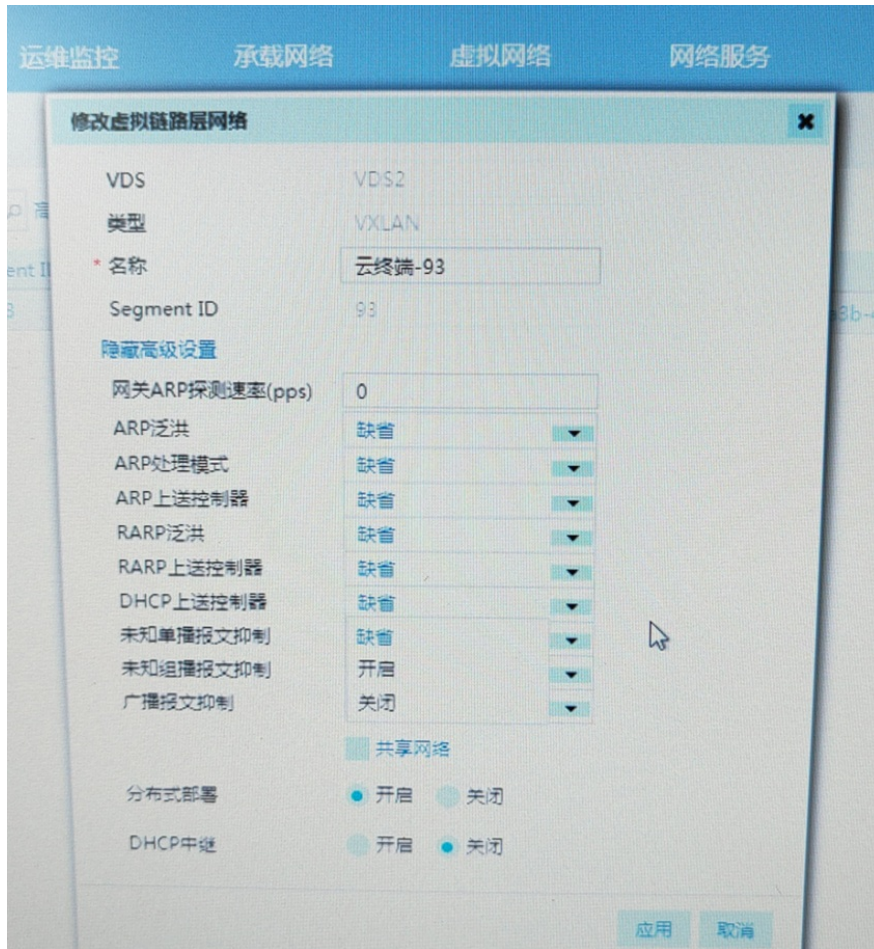 运维监控 承载网络 虚拟网络 网络服务
修改虚拟链路层网络
VDS VDS2
类型 VXLAN
* 名称 云终端-93
Segment ID 93
隐藏高级设置
网关ARP探测速率(pps) 0
ARP泛洪 缺省
ARP处理模式 缺省
ARP上送控制器 缺省
RARP泛洪 缺省
RARP上送控制器 缺省
DHCP上送控制器 缺省
未知单播报文抑制 缺省
未知组播报文抑制 开启
广播报文抑制 关闭
共享网络
分布式部署 开启 关闭
DHCP中继 开启 关闭
应用 取消